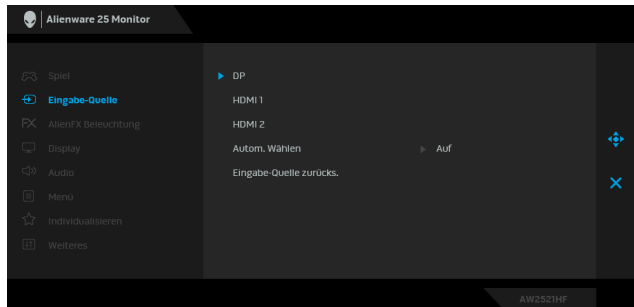 Alienware 25 Monitor
Spiel
Eingabe-Quelle
FX AlienFX Beleuchtung
Display
Audio
Menü
Individualisieren
Weiteres
DP
HDMI 1
HDMI 2
Autom. Wählen Auf
Eingabe-Quelle zurücks.
AW2521HF